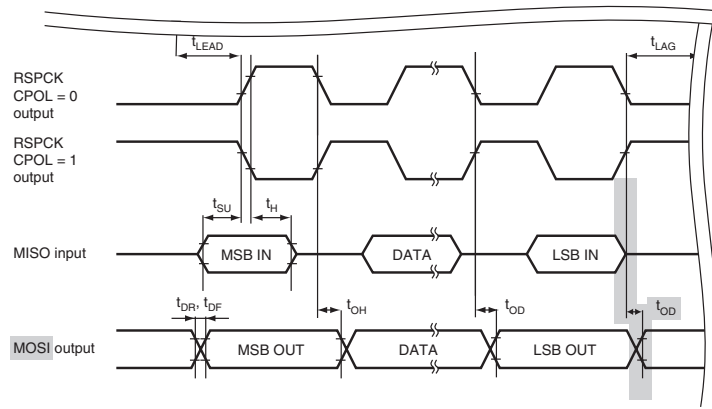 tLEAD
tLAG
RSPCK
CPOL = 0
output
RSPCK
CPOL = 1
output
tSU
tH
MISO input
MSB IN
DATA
LSB IN
tDR, tDF
tOH
tOD
tOD
MOSI output
MSB OUT
DATA
LSB OUT